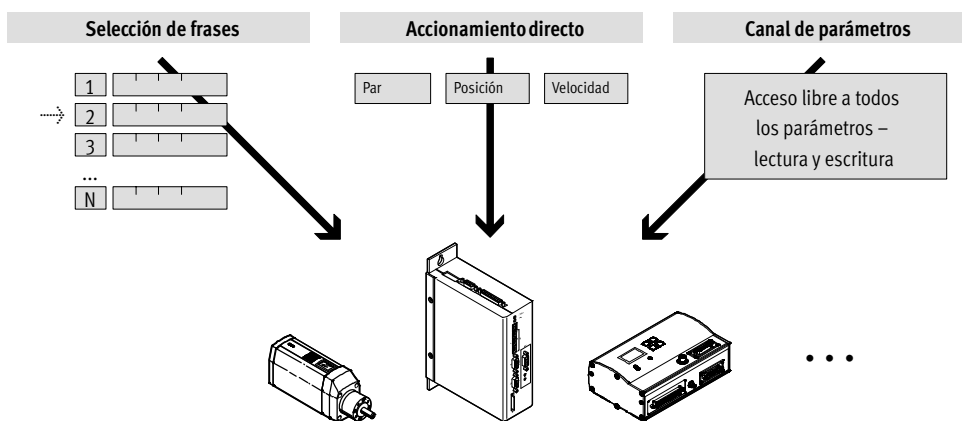 Selección de frases
Accionamiento directo
Canal de parámetros
1
2
3
...
N
Par
Posición
Velocidad
Acceso libre a todos
los parámetros –
lectura y escritura
. . .